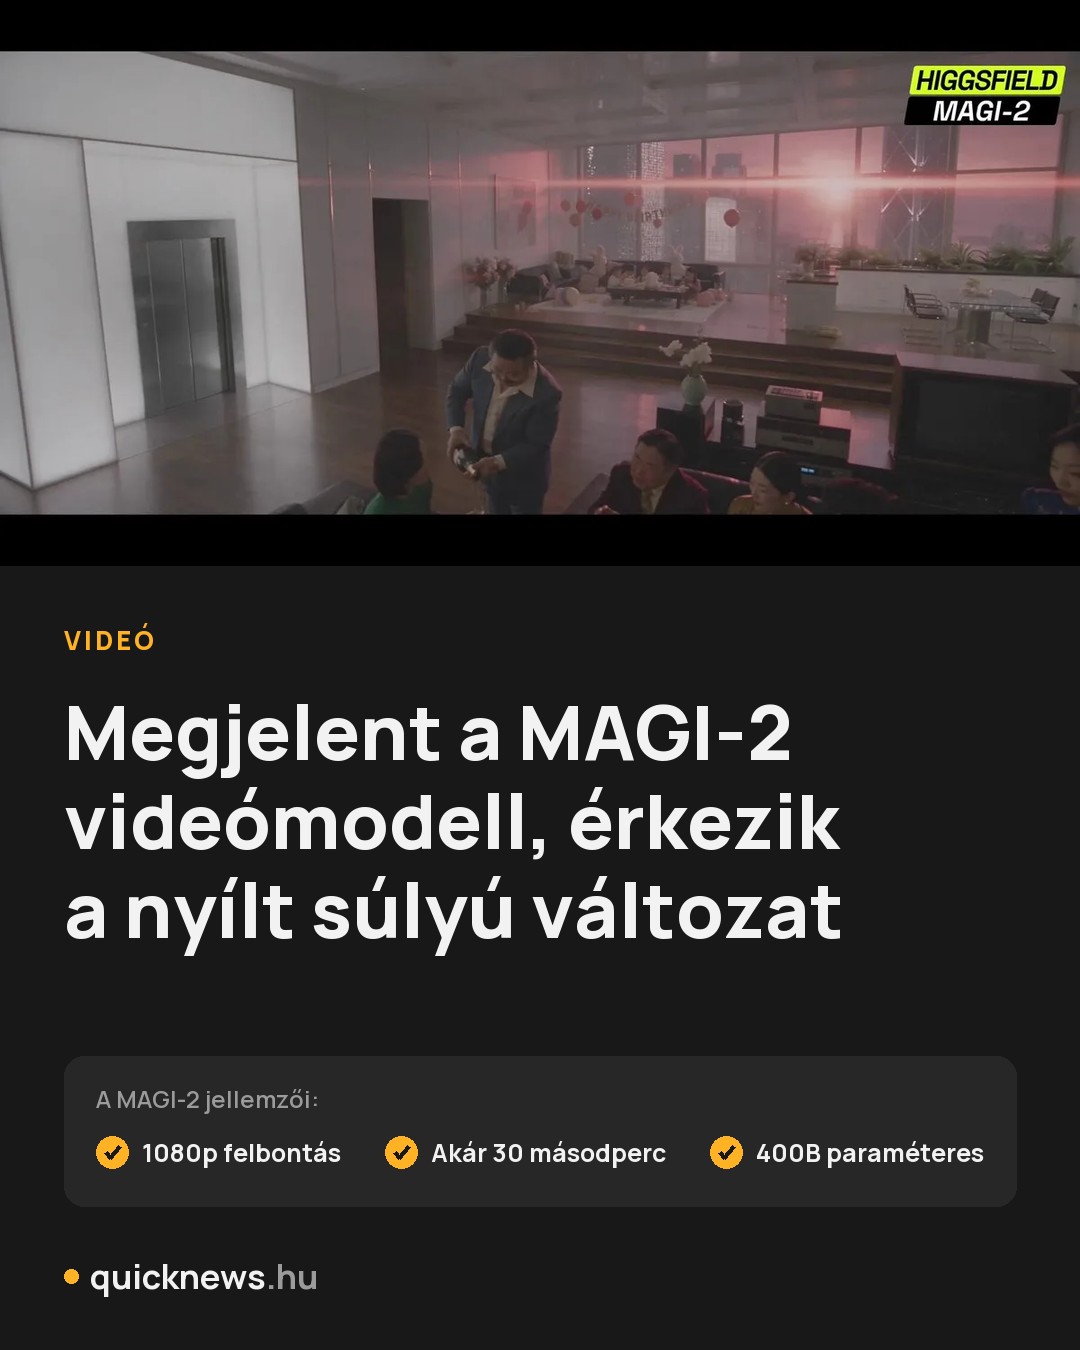 HIGGSFIELD
MAGI-2
VIDEÓ
Megjelent a MAGI-2
videómodell, érkezik
a nyílt súlyú változat
A MAGI-2 jellemzői:
1080p felbontás
Akár 30 másodperc
400B paraméteres
quicknews.hu